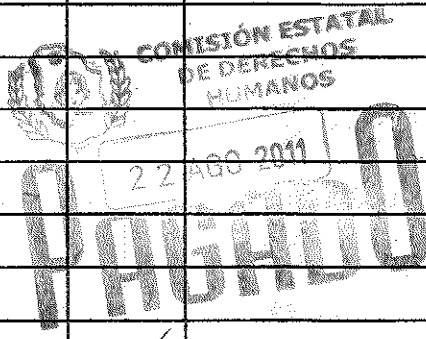 COMISIÓN ESTATAL
DE DERECHOS
HUMANOS
22 AGO 2011
PAGADO